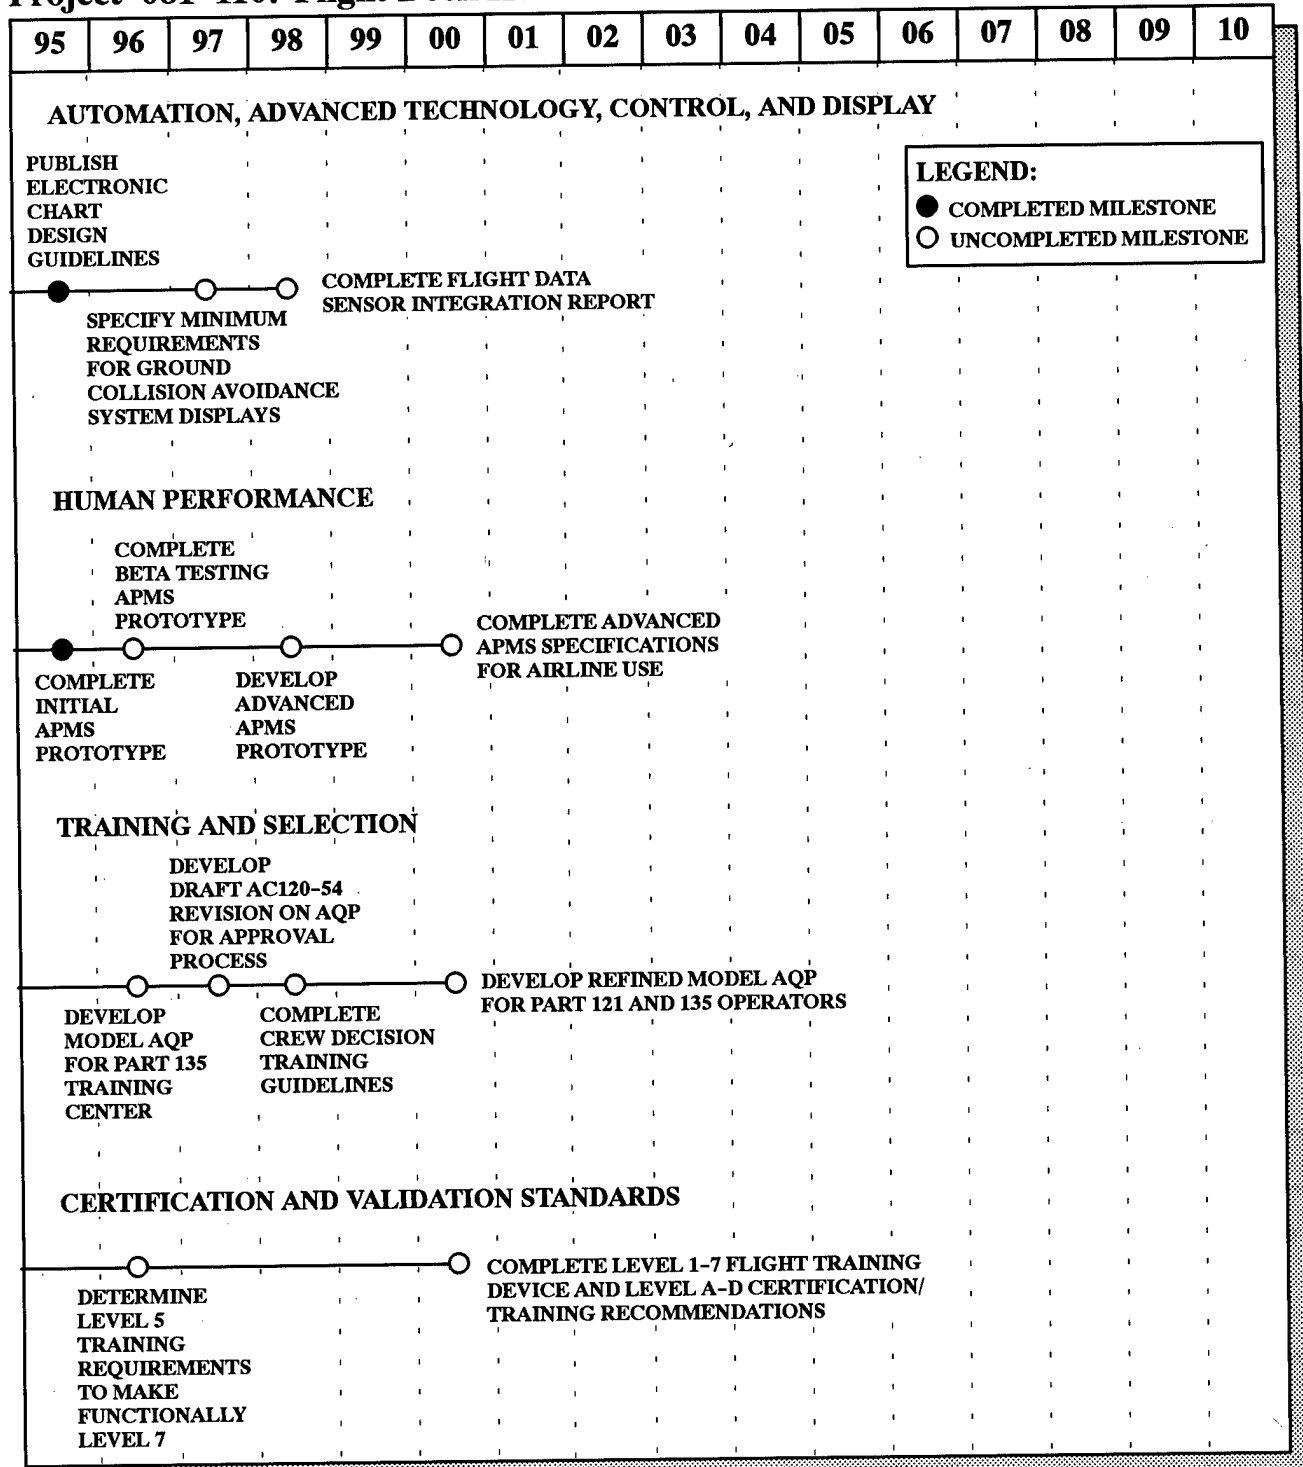 95 96 97 98 99 00 01 02 03 04 05 06 07 08 09 10
AUTOMATION, ADVANCED TECHNOLOGY, CONTROL, AND DISPLAY
PUBLISH
ELECTRONIC
CHART
DESIGN
GUIDELINES
LEGEND:
COMPLETED MILESTONE
UNCOMPLETED MILESTONE
COMPLETE FLIGHT DATA
SENSOR INTEGRATION REPORT
SPECIFY MINIMUM
REQUIREMENTS
FOR GROUND
COLLISION AVOIDANCE
SYSTEM DISPLAYS
HUMAN PERFORMANCE
COMPLETE
BETA TESTING
APMS
PROTOTYPE
COMPLETE ADVANCED
APMS SPECIFICATIONS
FOR AIRLINE USE
COMPLETE
INITIAL
APMS
PROTOTYPE
DEVELOP
ADVANCED
APMS
PROTOTYPE
TRAINING AND SELECTION
DEVELOP
DRAFT AC120-54
REVISION ON AQP
FOR APPROVAL
PROCESS
DEVELOP REFINED MODEL AQP
FOR PART 121 AND 135 OPERATORS
DEVELOP
MODEL AQP
FOR PART 135
TRAINING
CENTER
COMPLETE
CREW DECISION
TRAINING
GUIDELINES
CERTIFICATION AND VALIDATION STANDARDS
COMPLETE LEVEL 1-7 FLIGHT TRAINING
DEVICE AND LEVEL A-D CERTIFICATION/
TRAINING RECOMMENDATIONS
DETERMINE
LEVEL 5
TRAINING
REQUIREMENTS
TO MAKE
FUNCTIONALLY
LEVEL 7